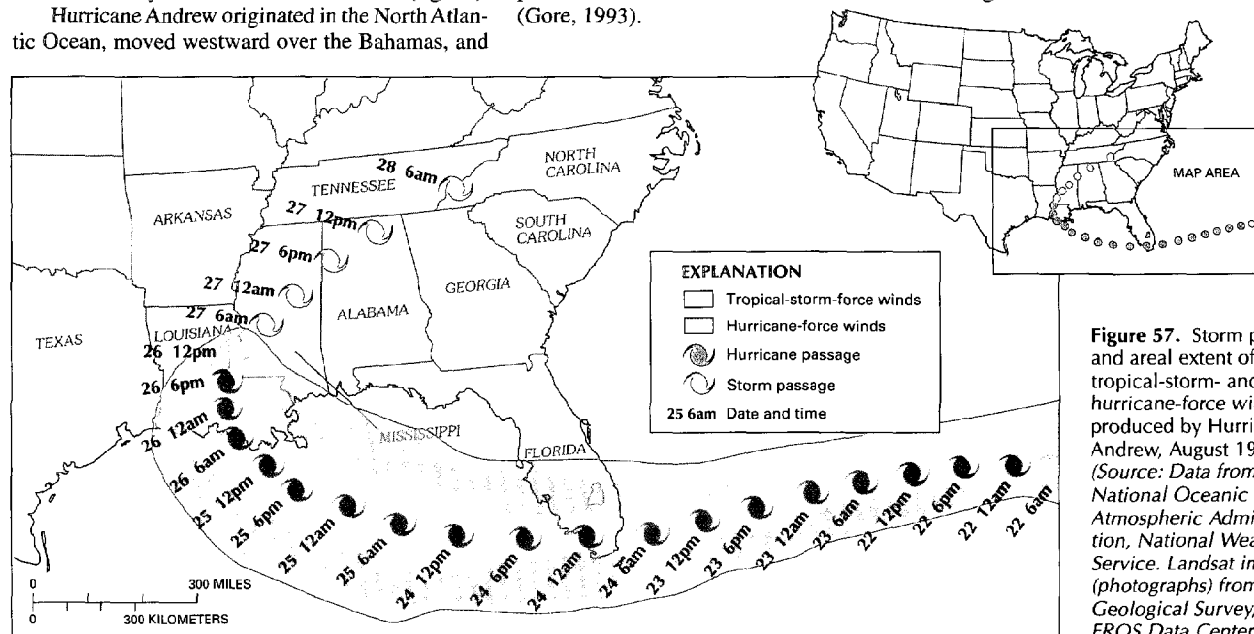 Hurricane Andrew originated in the North Atlan-
tic Ocean, moved westward over the Bahamas, and
(Gore, 1993).
MAP AREA
28 6am
NORTH
CAROLINA
TENNESSEE
27 12pm
ARKANSAS
SOUTH
CAROLINA
27 6pm
GEORGIA
27 12am
ALABAMA
27 6am
LOUISIANA
TEXAS
26 12pm
26 6pm
26 12am
26 6am
25 12pm
25 6pm
25 12am
25 6am
24 12pm
24 6pm
24 12am
24 6am
23 12pm
23 6pm
23 12am
23 6am
22 12pm
22 6pm
22 12am
22 6am
MISSISSIPPI
FLORIDA
EXPLANATION
Tropical-storm-force winds
Hurricane-force winds
Hurricane passage
Storm passage
25 6am Date and time
0 300 MILES
0 300 KILOMETERS
Figure 57. Storm p
and areal extent of
tropical-storm- and
hurricane-force wi
produced by Hurri
Andrew, August 19
(Source: Data from
National Oceanic
Atmospheric Admi
tion, National Wea
Service. Landsat in
(photographs) from
Geological Survey,
EROS Data Center